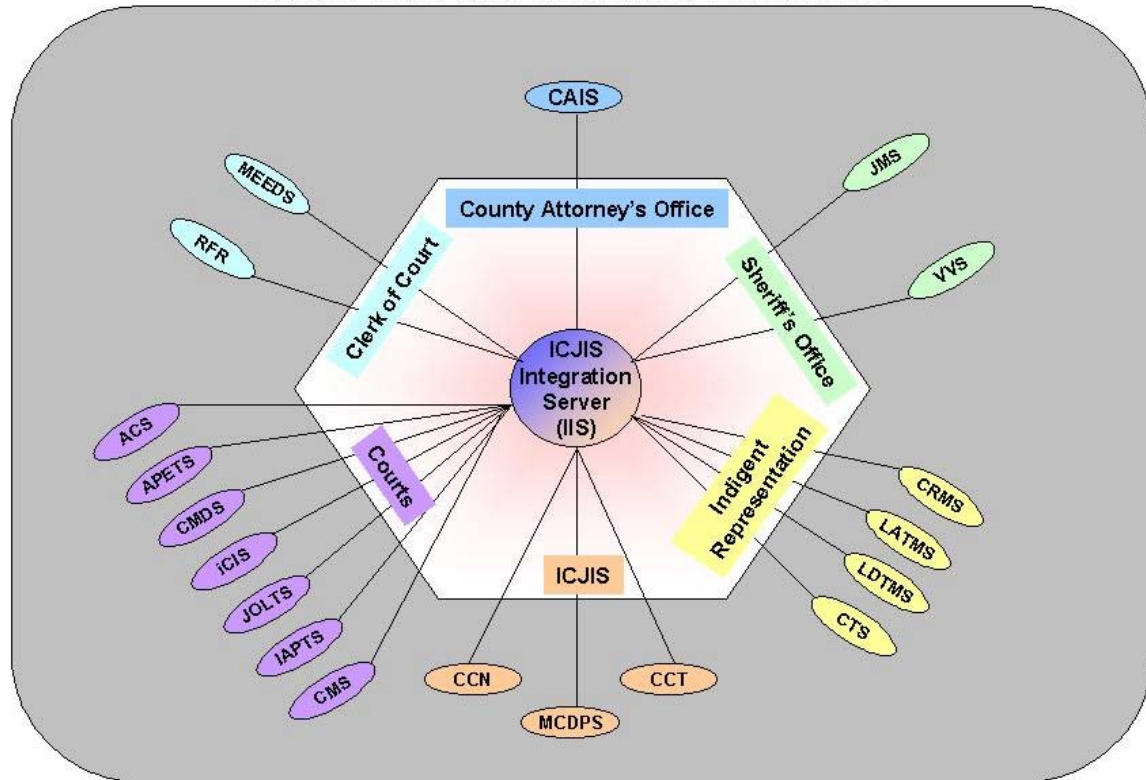 CAIS
JMS
MEEDS
County Attorney's Office
RFR
Clerk of Court
Sheriff's Office
VVS
ICJIS
Integration
Server
(IIS)
ACS
Courts
Indigent
Representation
CRMS
APETS
CMDS
LATMS
iCIS
ICJIS
LDTMS
JOLTS
CTS
IAPTS
CMS
CCN
CCT
MCDPS